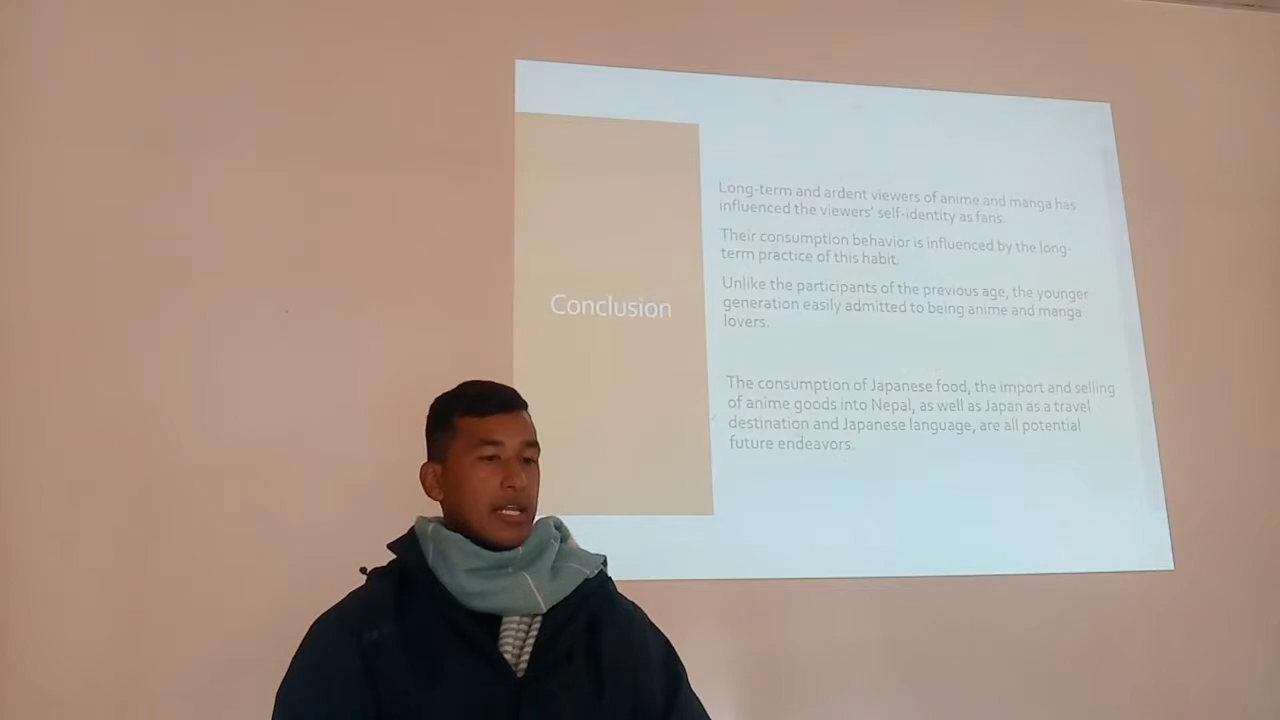 Conclusion
Long-term and ardent viewers of anime and manga has
influenced the viewers' self-identity as fans.
Their consumption behavior is influenced by the long-
term practice of this habit.
Unlike the participants of the previous age, the younger
generation easily admitted to being anime and manga
lovers.
The consumption of Japanese food, the import and selling
of anime goods into Nepal, as well as Japan as a travel
destination and Japanese language, are all potential
future endeavors.